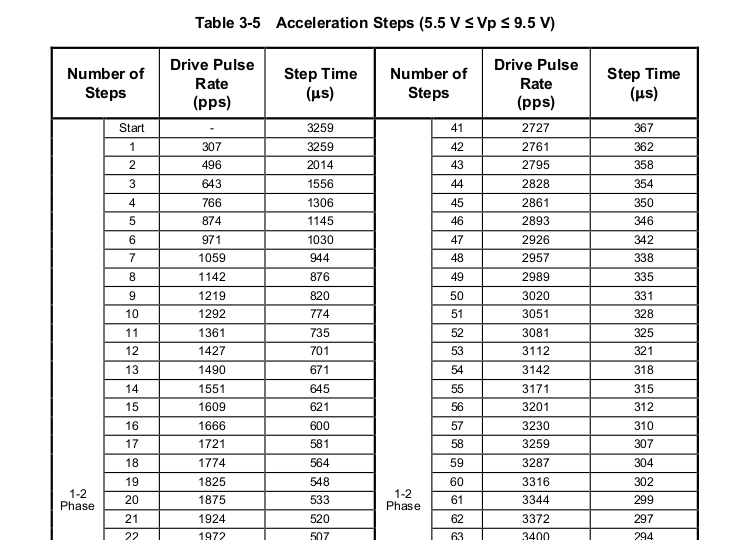 Table 3-5 Acceleration Steps (5.5 V ≤ Vp ≤ 9.5 V)
Number of Steps Drive Pulse Rate (pps) Step Time (μs) Number of Steps Drive Pulse Rate (pps) Step Time (μs)
Start - 3259 41 2727 367
1 307 3259 42 2761 362
2 496 2014 43 2795 358
3 643 1556 44 2828 354
4 766 1306 45 2861 350
5 874 1145 46 2893 346
6 971 1030 47 2926 342
7 1059 944 48 2957 338
8 1142 876 49 2989 335
9 1219 820 50 3020 331
10 1292 774 51 3051 328
11 1361 735 52 3081 325
12 1427 701 53 3112 321
13 1490 671 54 3142 318
14 1551 645 55 3171 315
15 1609 621 56 3201 312
16 1666 600 57 3230 310
17 1721 581 58 3259 307
18 1774 564 59 3287 304
19 1825 548 60 3316 302
1-2 Phase 20 1875 533 1-2 Phase 61 3344 299
21 1924 520 62 3372 297
22 1972 507 63 3400 294